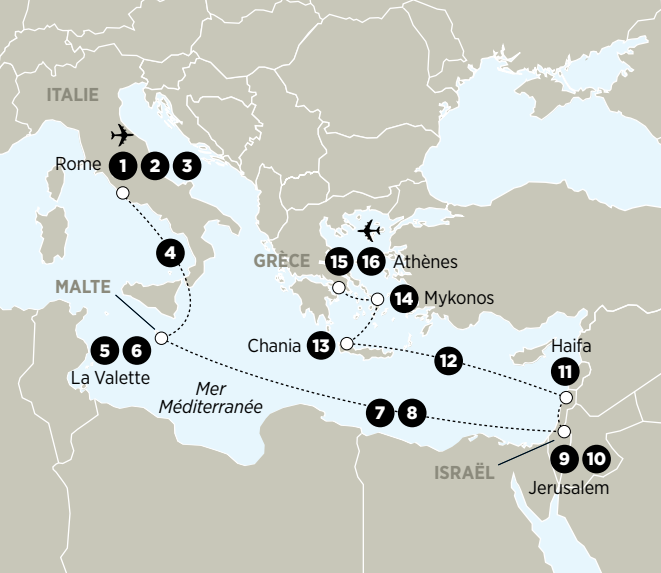 ITALIE
Rome 1 2 3
4
GRÈCE 15 16 Athènes
MALTE
14 Mykonos
5 6
La Valette
Chania 13
12
Haifa
11
Mer
Méditerranée
7 8
ISRAËL
9 10
Jerusalem